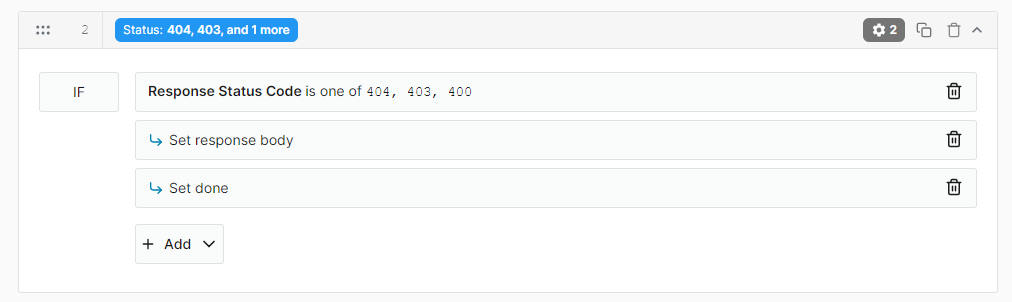 2 Status: 404, 403, and 1 more 2
IF Response Status Code is one of 404, 403, 400
Set response body
Set done
+ Add